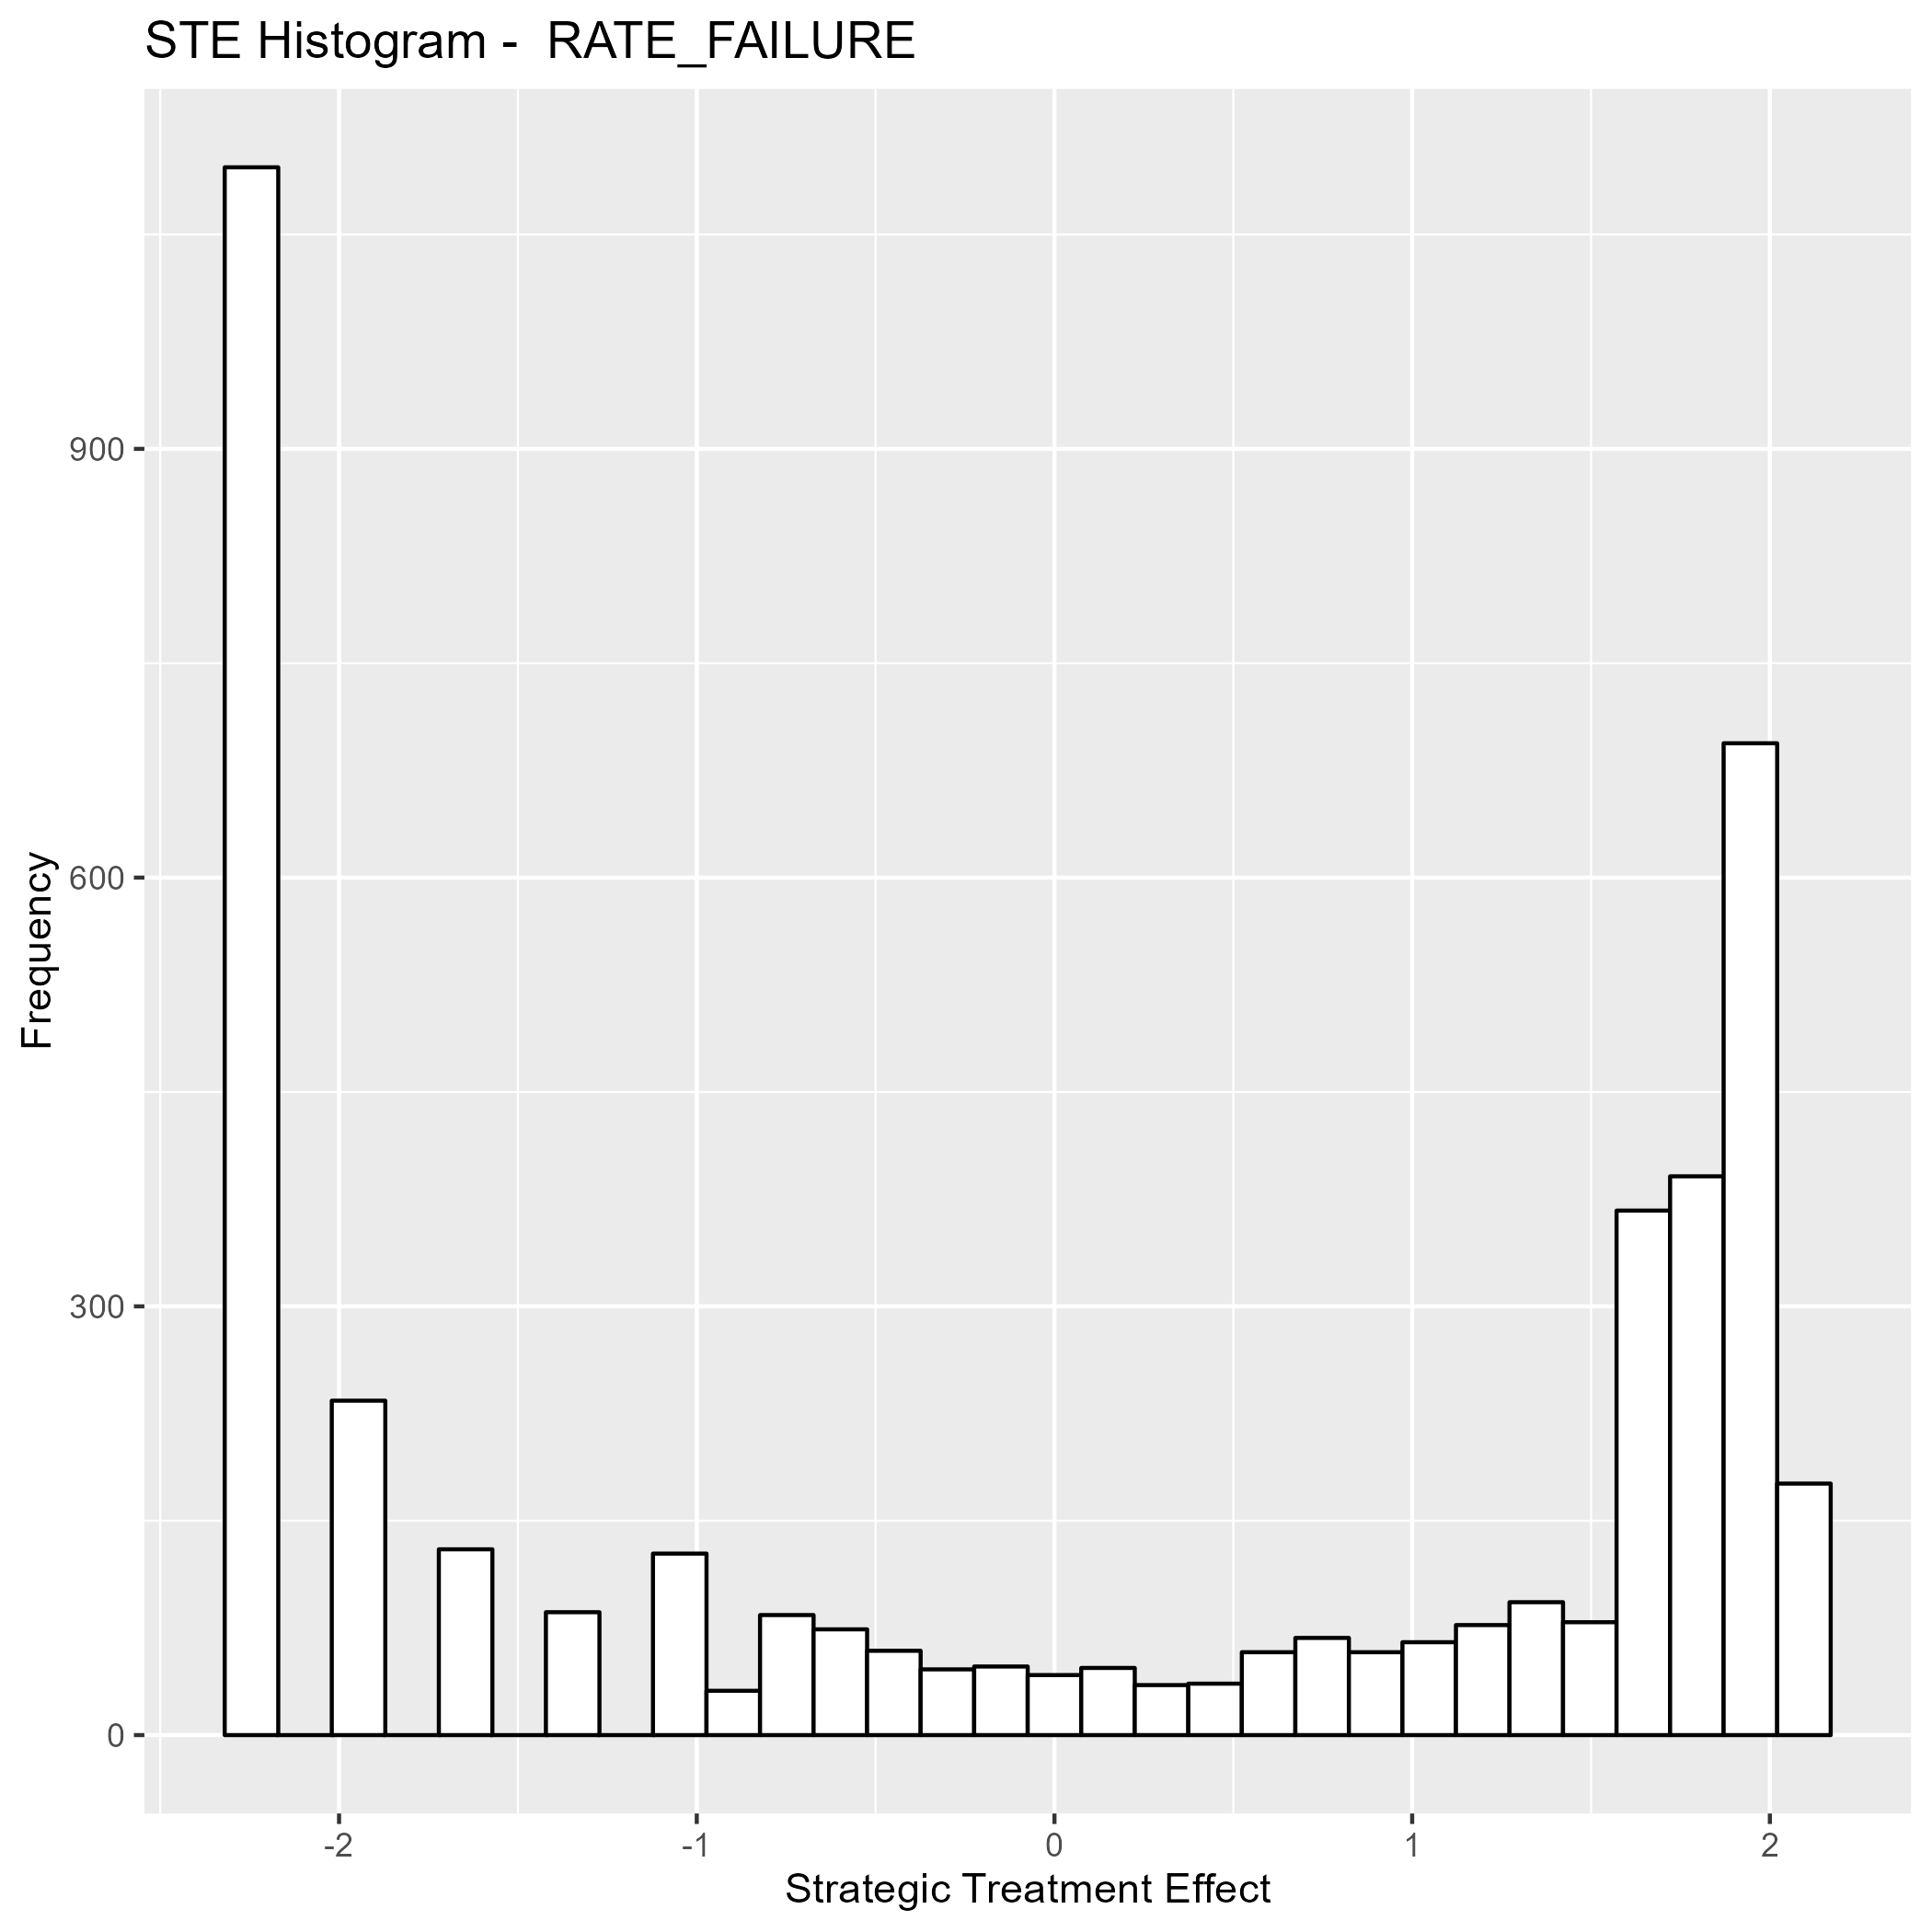 STE Histogram -  RATE_FAILURE
Frequency
900
600
300
0
-2 -1 0 1 2
Strategic Treatment Effect